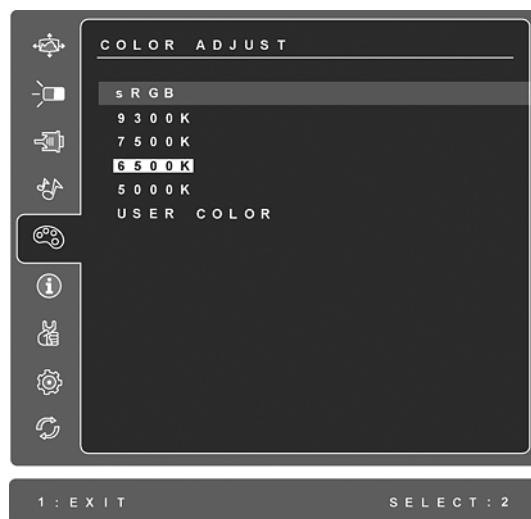 COLOR ADJUST
sRGB
9300K
7500K
6500K
5000K
USER COLOR
1:EXIT SELECT:2